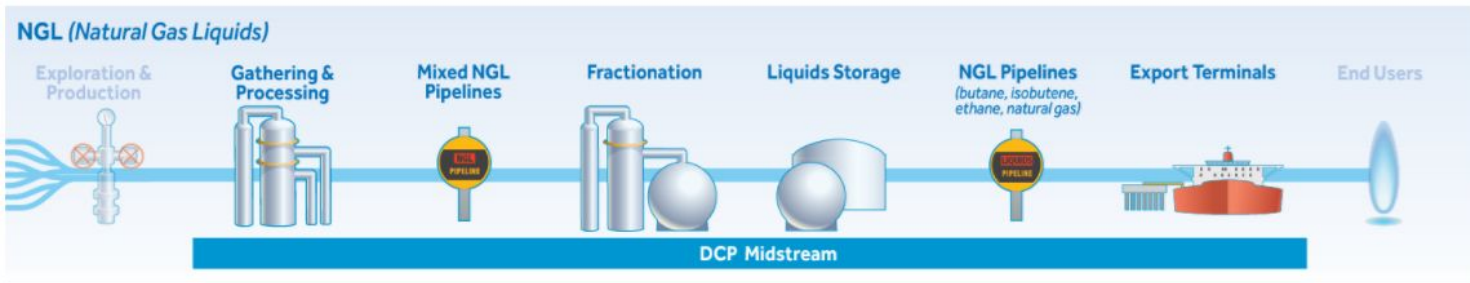 NGL (Natural Gas Liquids)
Exploration &
Production
Gathering &
Processing
Mixed NGL
Pipelines
Fractionation
Liquids Storage
NGL Pipelines
(butane, isobutene,
ethane, natural gas)
Export Terminals
End Users
NGL
PIPELINE
LIQUIDS
PIPELINE
DCP Midstream